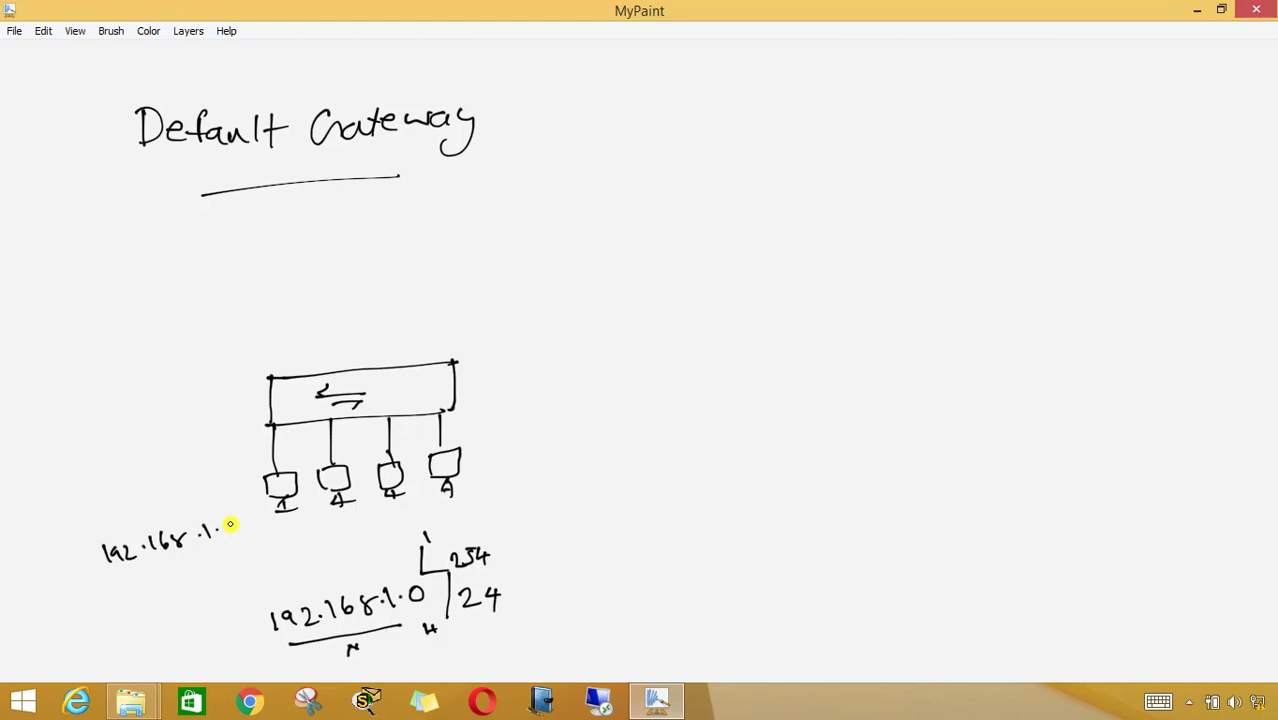 MyPaint
File Edit View Brush Color Layers Help
Default Gateway
192.168.1.
1
254
192.168.1.0/24
N H